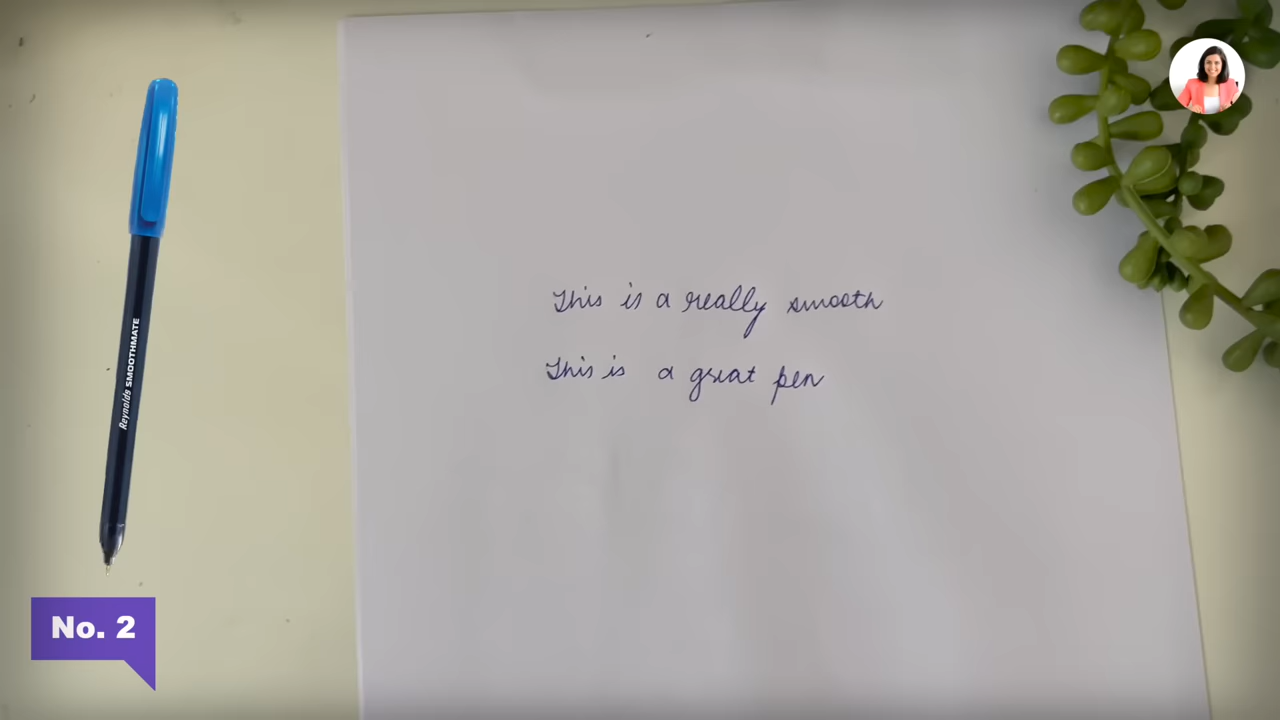 This is a really smooth
This is a great pen
Reynolds SMOOTHMATE
No. 2